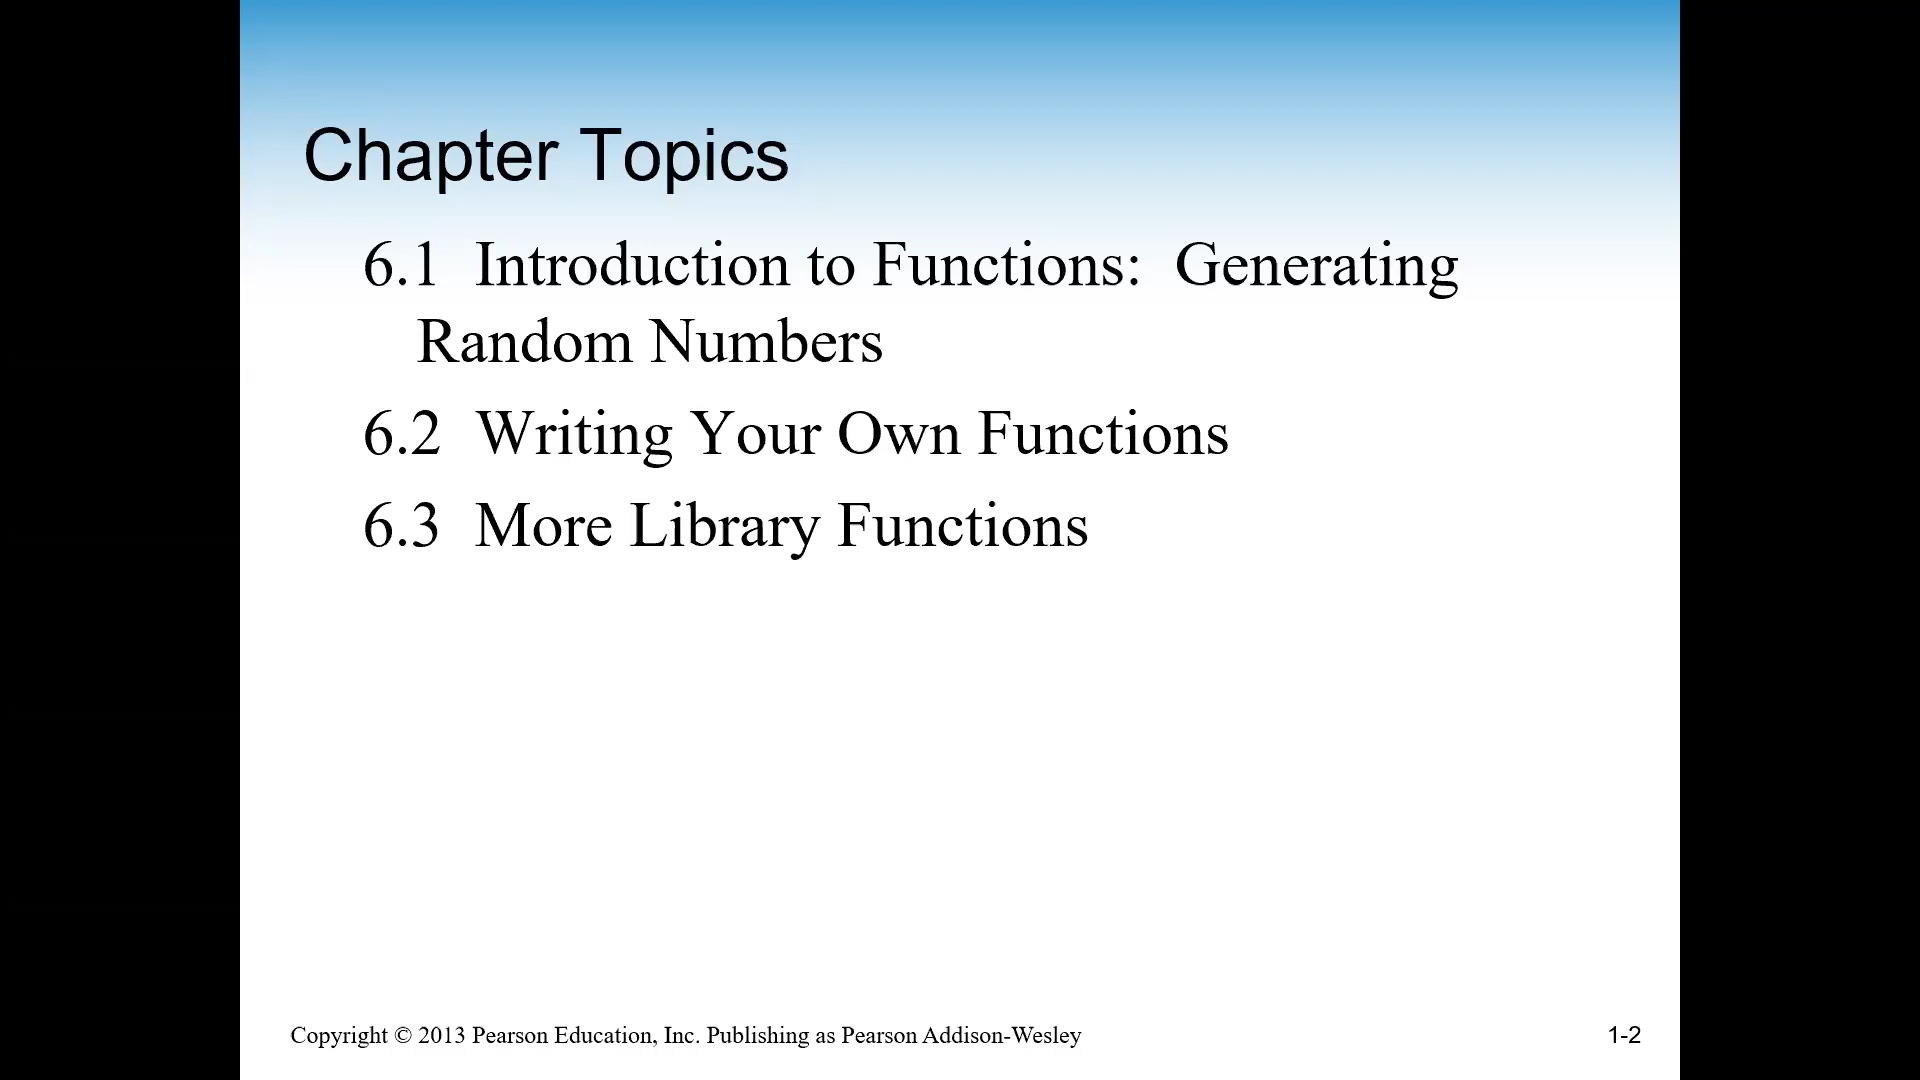 Chapter Topics
6.1 Introduction to Functions: Generating
Random Numbers
6.2 Writing Your Own Functions
6.3 More Library Functions
Copyright © 2013 Pearson Education, Inc. Publishing as Pearson Addison-Wesley
1-2